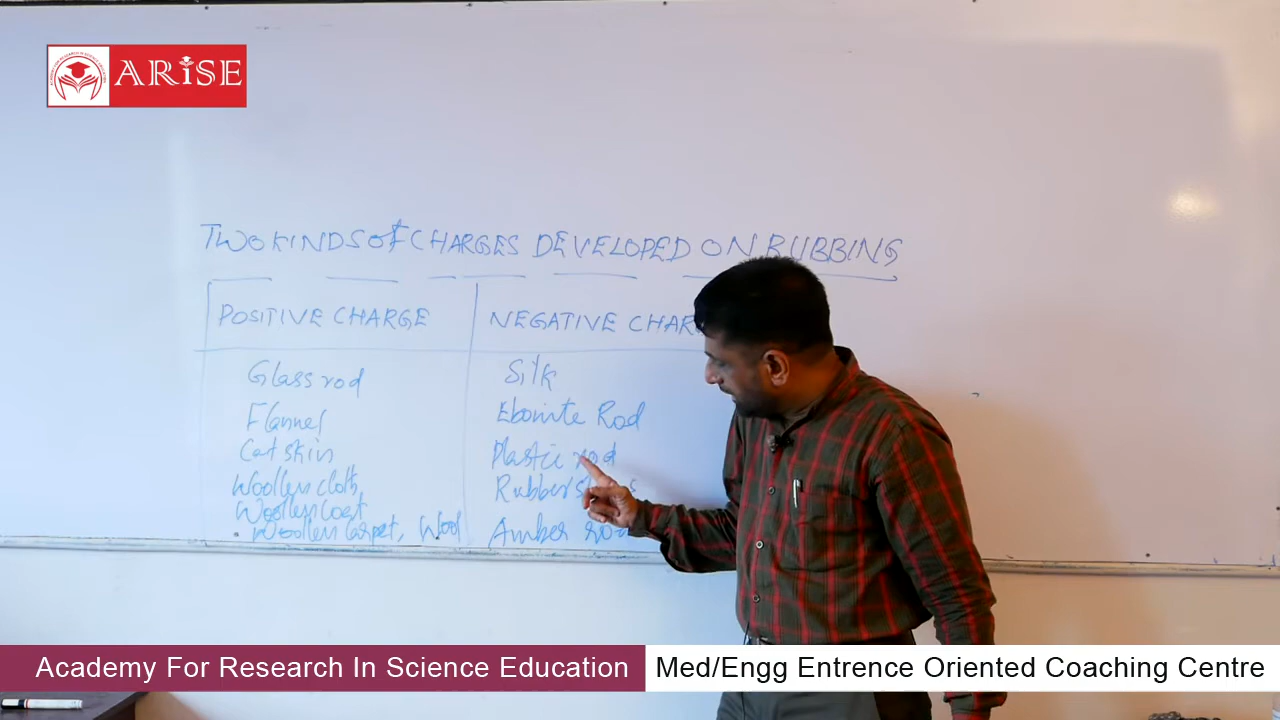 ARISE
TWO KINDS OF CHARGES DEVELOPED ON RUBBING
POSITIVE CHARGE
NEGATIVE CHAR
Glass rod
Silk
Flannel
Ebonite Rod
Cat skin
Plastic rod
Woollen cloth
Rubber
Woollen Coat
Woollen Carpet, Wool
Amber rod
Academy For Research In Science Education
Med/Engg Entrence Oriented Coaching Centre